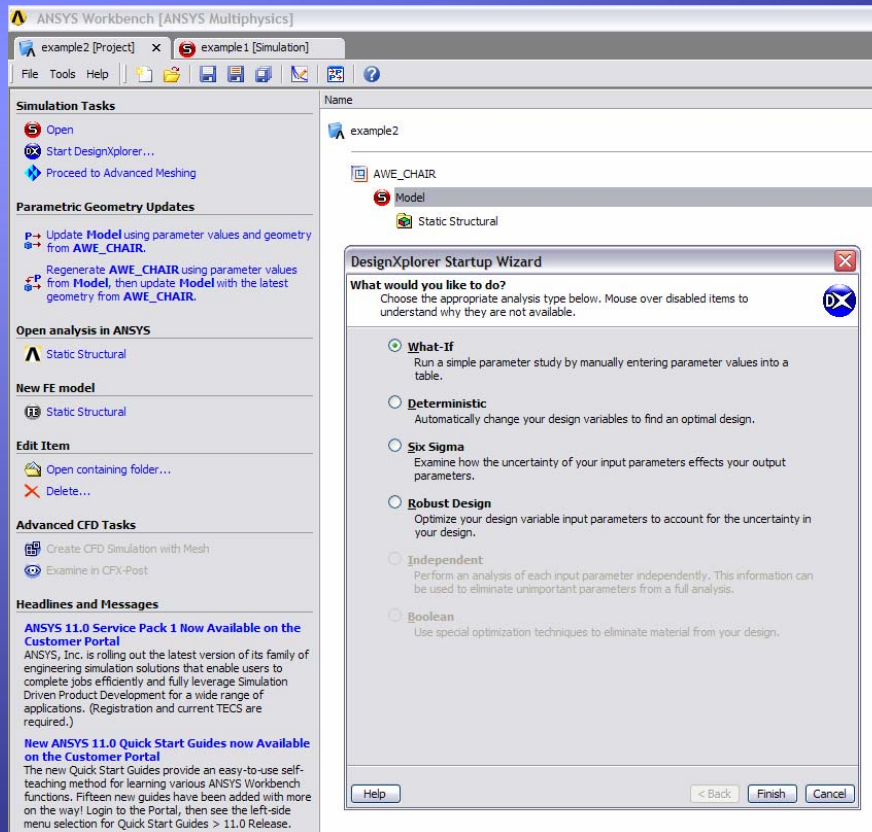 ANSYS Workbench [ANSYS Multiphysics]
example2 [Project]
example1 [Simulation]
File Tools Help
Simulation Tasks
Open
Start DesignXplorer...
Proceed to Advanced Meshing
Parametric Geometry Updates
Update Model using parameter values and geometry
from AWE_CHAIR.
Regenerate AWE_CHAIR using parameter values
from Model, then update Model with the latest
geometry from AWE_CHAIR.
Open analysis in ANSYS
Static Structural
New FE model
Static Structural
Edit Item
Open containing folder...
Delete...
Advanced CFD Tasks
Create CFD Simulation with Mesh
Examine in CFX-Post
Headlines and Messages
ANSYS 11.0 Service Pack 1 Now Available on the
Customer Portal
ANSYS, Inc. is rolling out the latest version of its family of
engineering simulation solutions that enable users to
complete jobs efficiently and fully leverage Simulation
Driven Product Development for a wide range of
applications. (Registration and current TECS are
required.)
New ANSYS 11.0 Quick Start Guides now Available
on the Customer Portal
The new Quick Start Guides provide an easy-to-use self-
teaching method for learning various ANSYS Workbench
functions. Fifteen new guides have been added with more
on the way! Login to the Portal, then see the left-side
menu selection for Quick Start Guides > 11.0 Release.
Name
example2
AWE_CHAIR
Model
Static Structural
DesignXplorer Startup Wizard
What would you like to do?
Choose the appropriate analysis type below. Mouse over disabled items to
understand why they are not available.
DX
What-If
Run a simple parameter study by manually entering parameter values into a
table.
Deterministic
Automatically change your design variables to find an optimal design.
Six Sigma
Examine how the uncertainty of your input parameters effects your output
parameters.
Robust Design
Optimize your design variable input parameters to account for the uncertainty in
your design.
Independent
Perform an analysis of each input parameter independently. This information can
be used to eliminate unimportant parameters from a full analysis.
Boolean
Use special optimization techniques to eliminate material from your design.
Help
< Back
Finish
Cancel